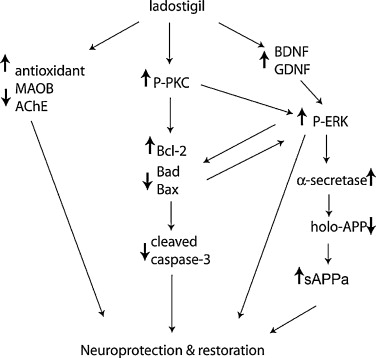 ladostigil
antioxidant
MAOB
AChE
P-PKC
BDNF
GDNF
P-ERK
Bcl-2
Bad
Bax
α-secretase
holo-APP
cleaved
caspase-3
sAPPa
Neuroprotection & restoration